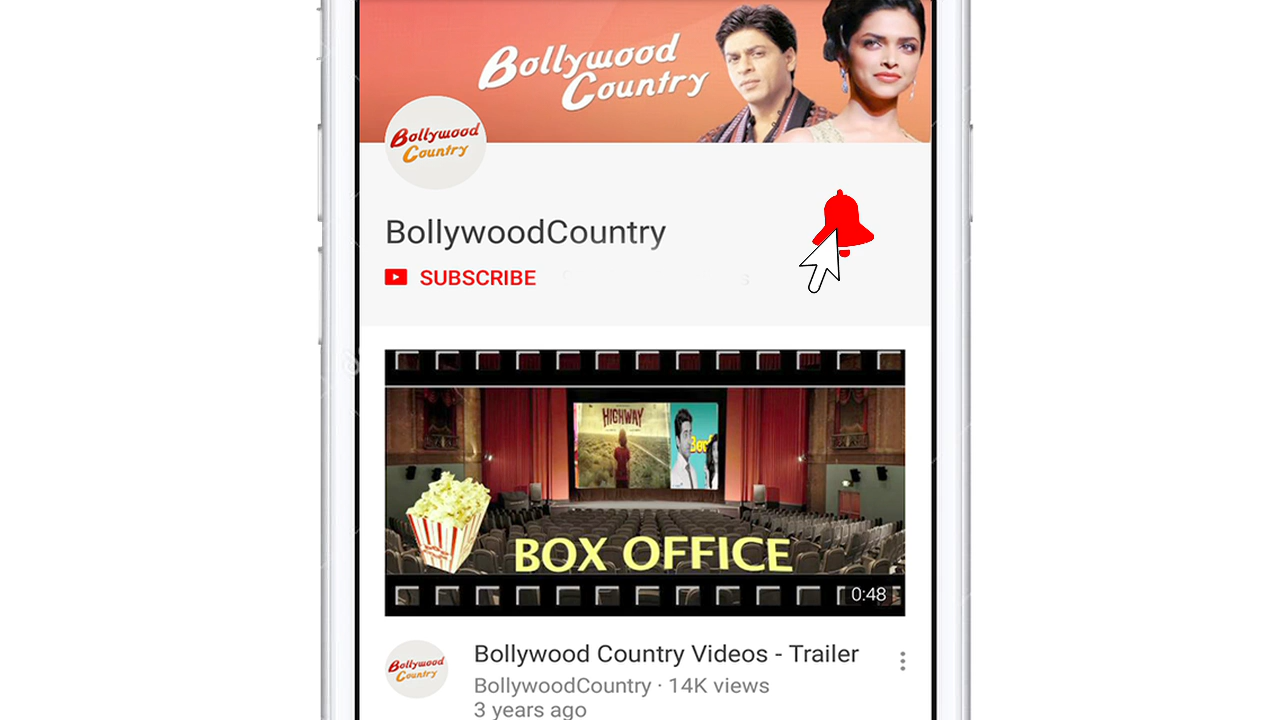 Bollywood
Country
Bollywood
Country
BollywoodCountry
SUBSCRIBE
HIGHWAY
BOX OFFICE
0:48
Bollywood
Country
Bollywood Country Videos - Trailer
BollywoodCountry · 14K views
3 years ago